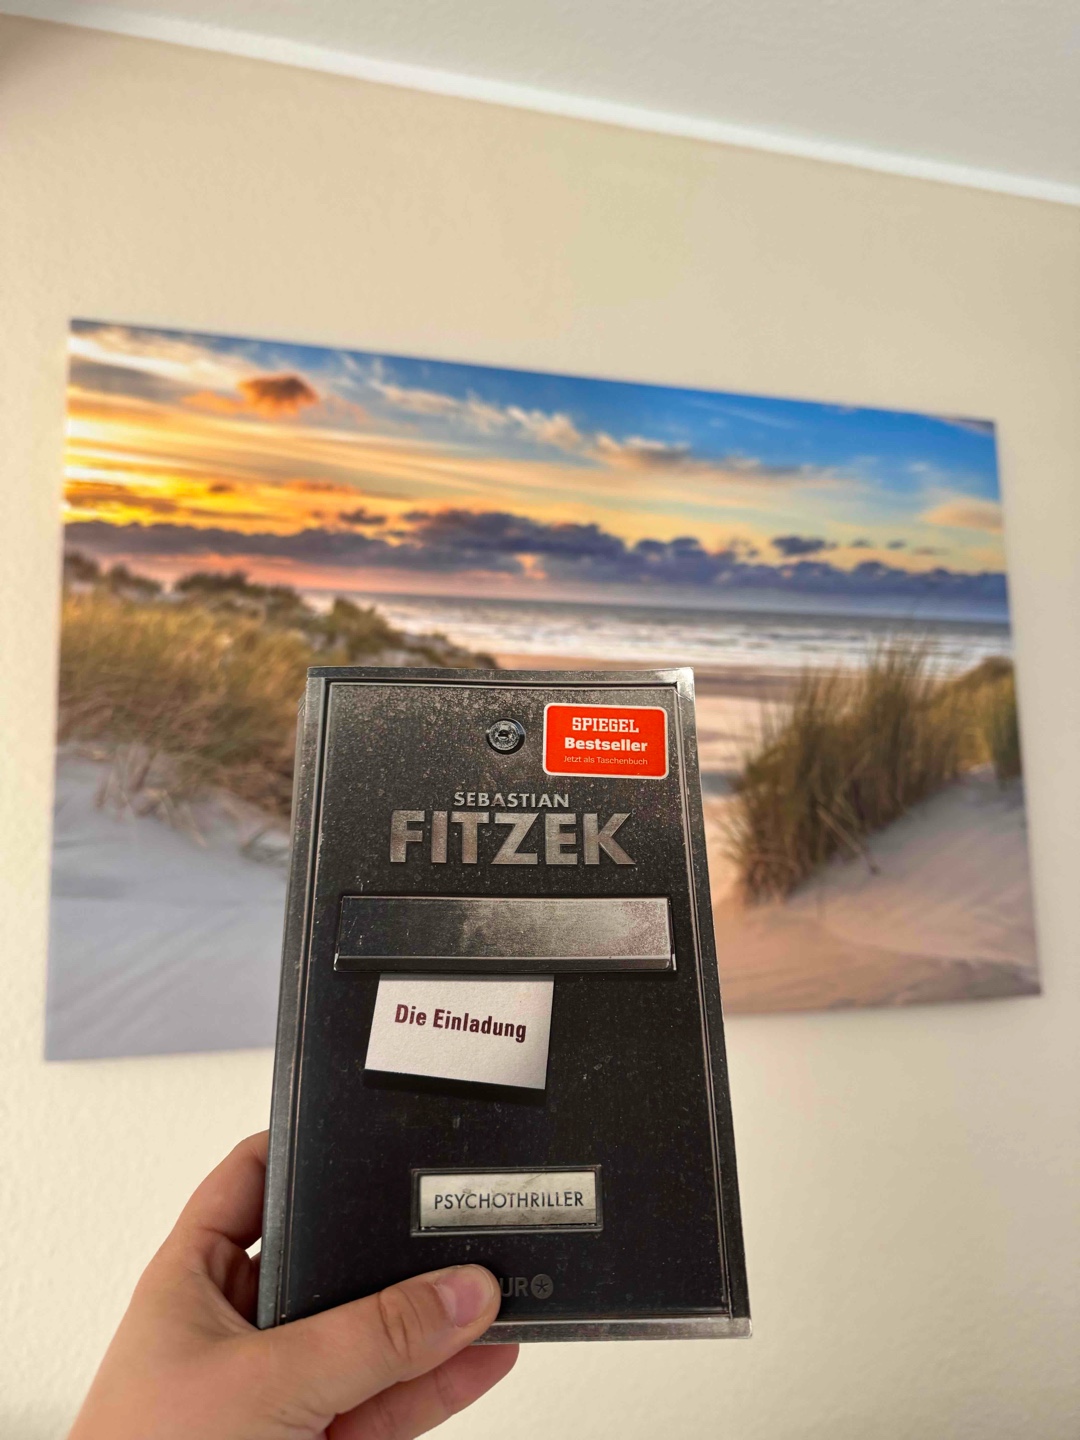 SPIEGEL
Bestseller
Jetzt als Taschenbuch
SEBASTIAN
FITZEK
Die Einladung
PSYCHOTHRILLER